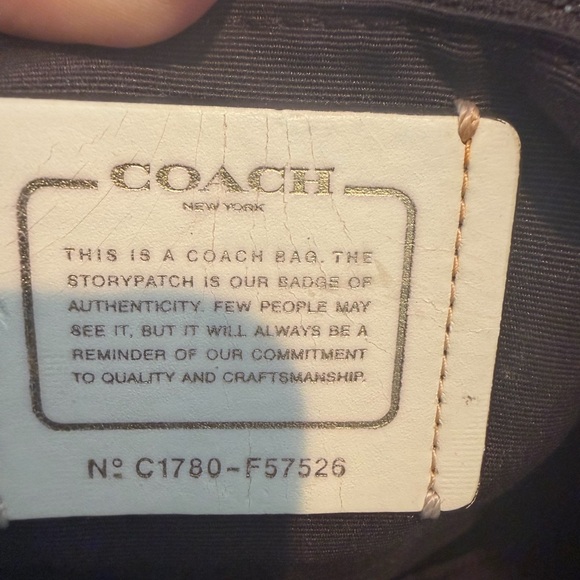 COACH
NEW YORK
THIS IS A COACH BAG. THE
STORYPATCH IS OUR BADGE OF
AUTHENTICITY. FEW PEOPLE MAY
SEE IT, BUT IT WILL ALWAYS BE A
REMINDER OF OUR COMMITMENT
TO QUALITY AND CRAFTSMANSHIP.
Nº C1780-F57526